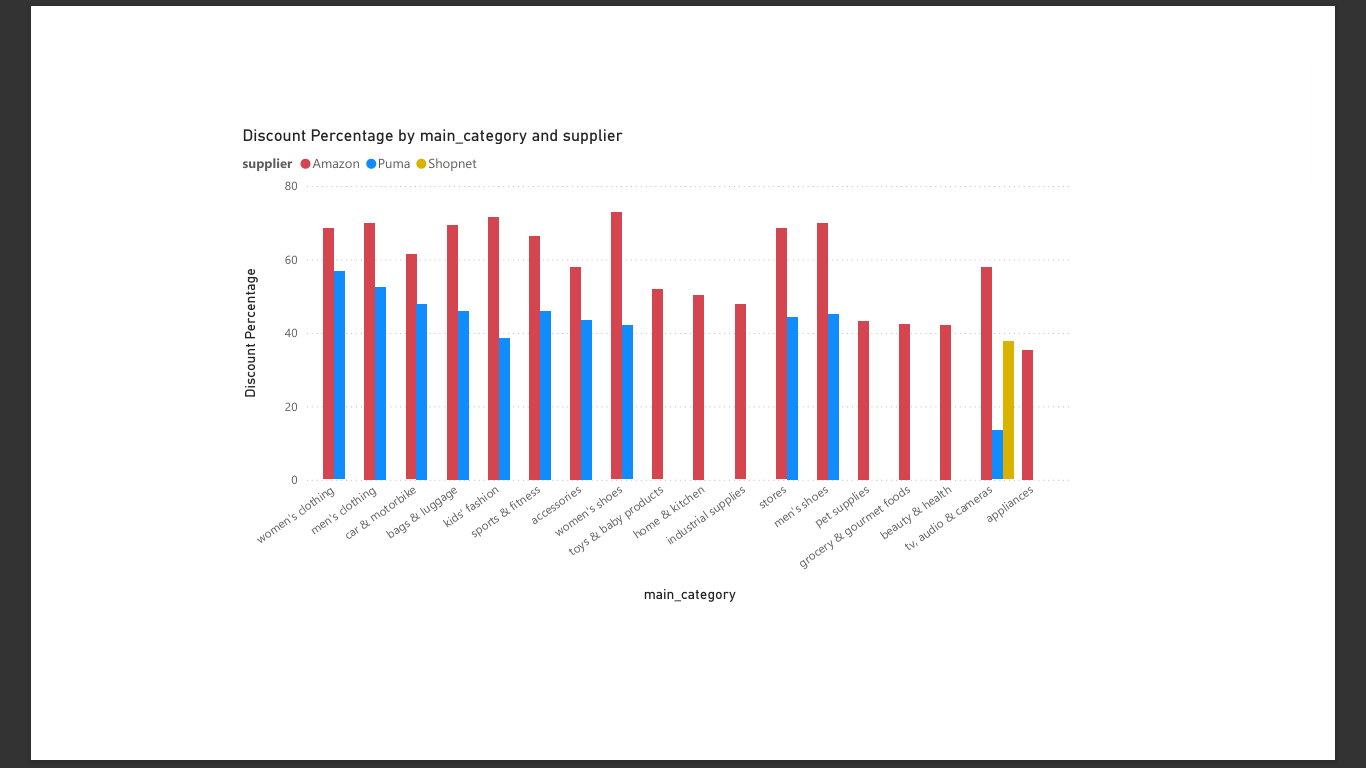 Discount Percentage by main_category and supplier
supplier Amazon Puma Shopnet
80
60
40
20
0
Discount Percentage
women's clothing
men's clothing
car & motorbike
bags & luggage
kids' fashion
sports & fitness
accessories
women's shoes
toys & baby products
home & kitchen
industrial supplies
stores
men's shoes
pet supplies
grocery & gourmet foods
beauty & health
tv, audio & cameras
appliances
main_category